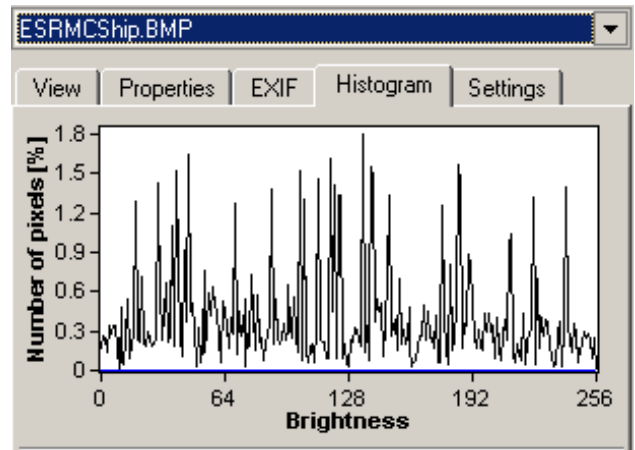 ESRMCShip.BMP
View Properties EXIF Histogram Settings
Number of pixels [%]
1.8
1.5
1.2
0.9
0.6
0.3
0
0 64 128 192 256
Brightness